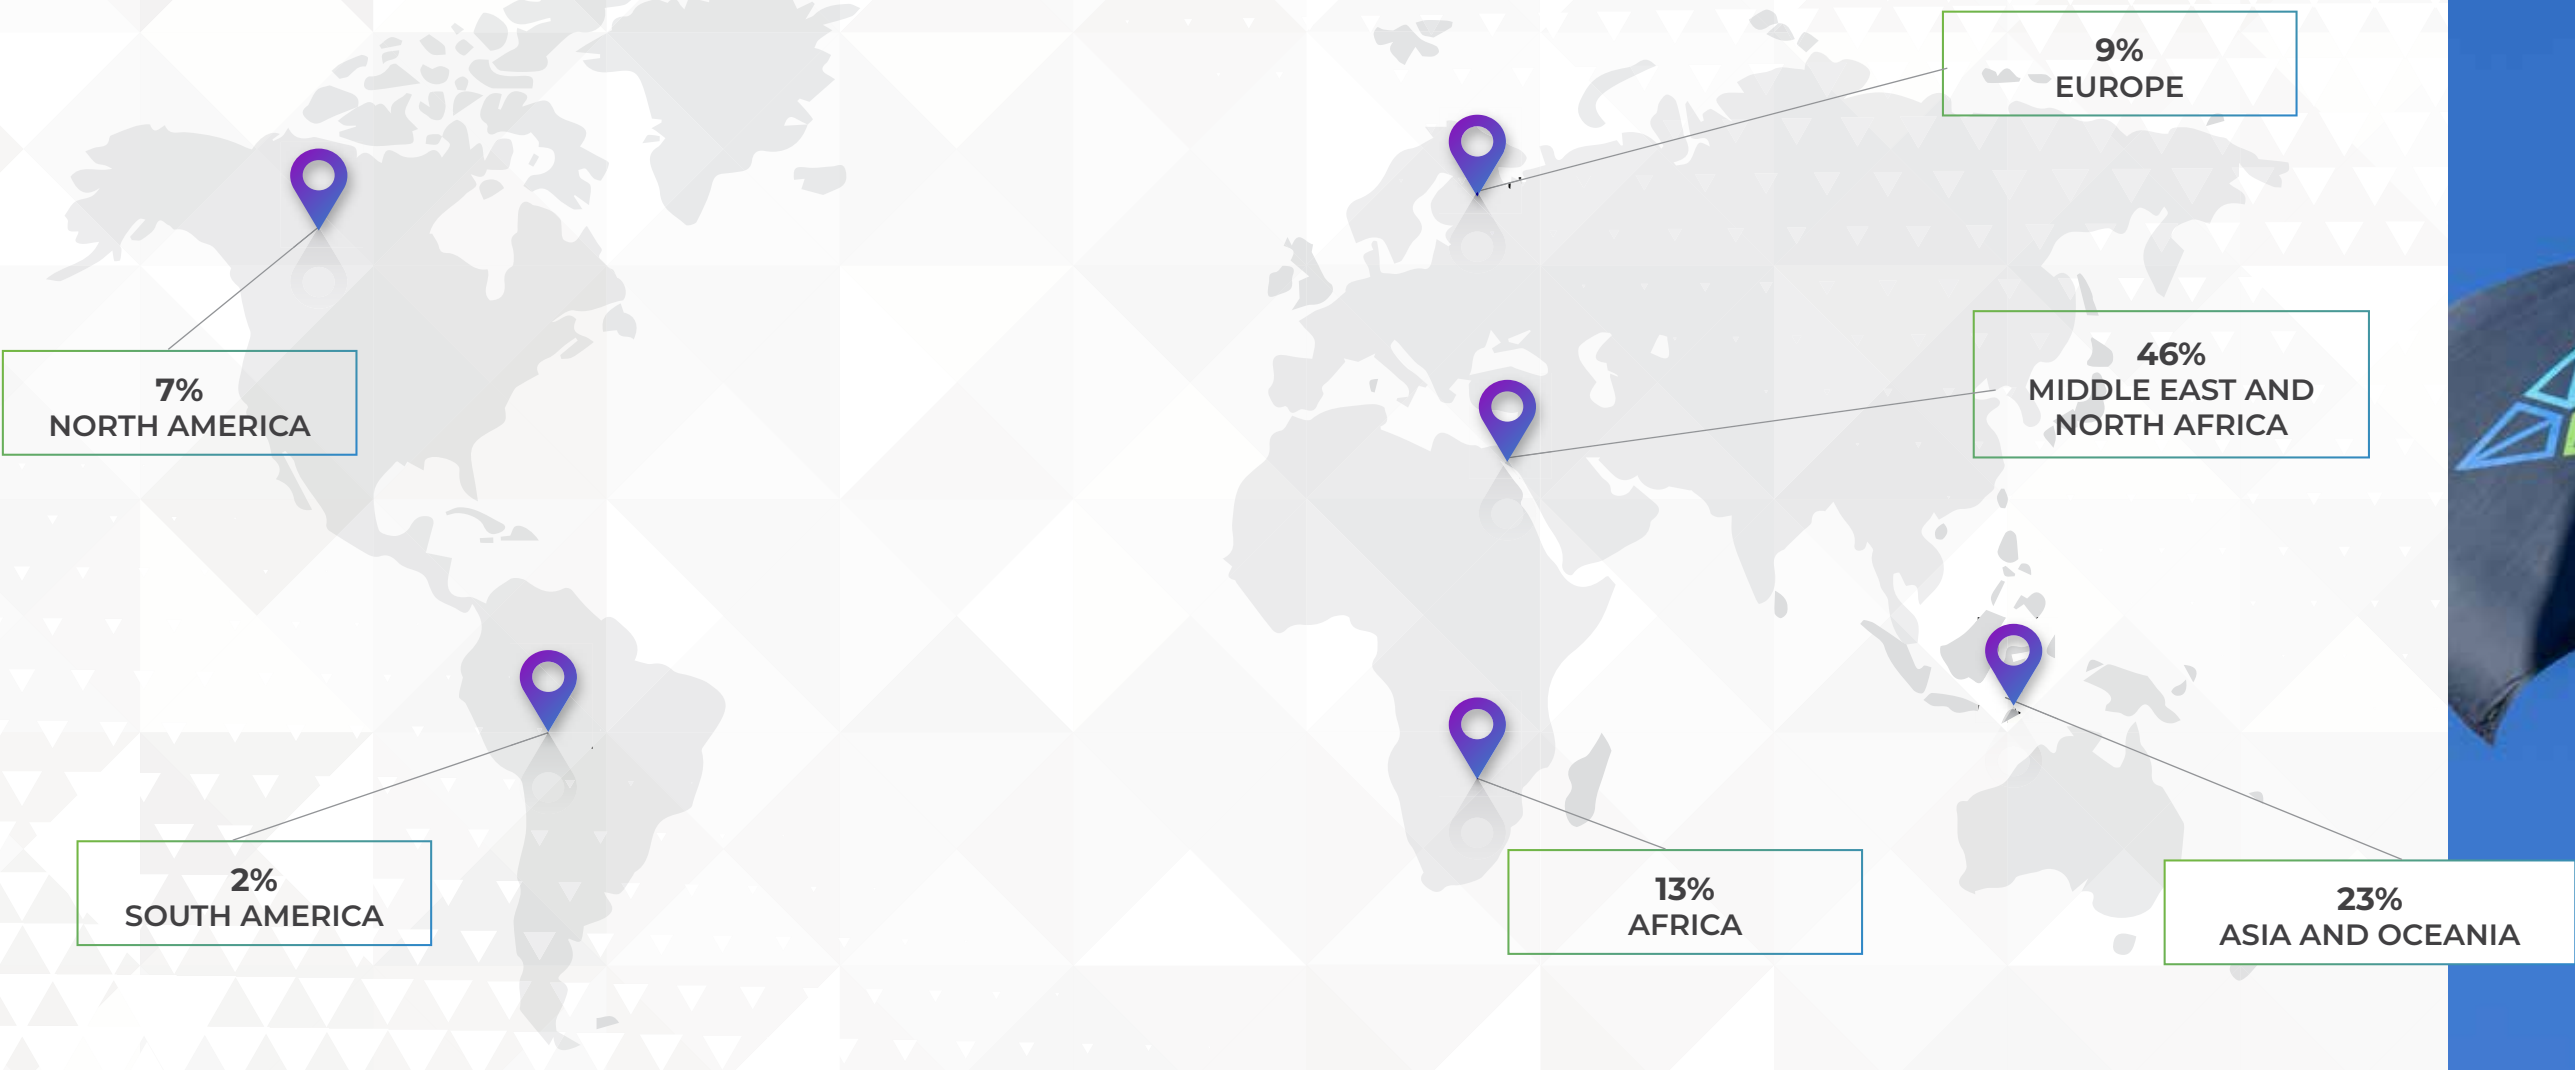 9%
EUROPE
46%
MIDDLE EAST AND
NORTH AFRICA
7%
NORTH AMERICA
2%
SOUTH AMERICA
13%
AFRICA
23%
ASIA AND OCEANIA